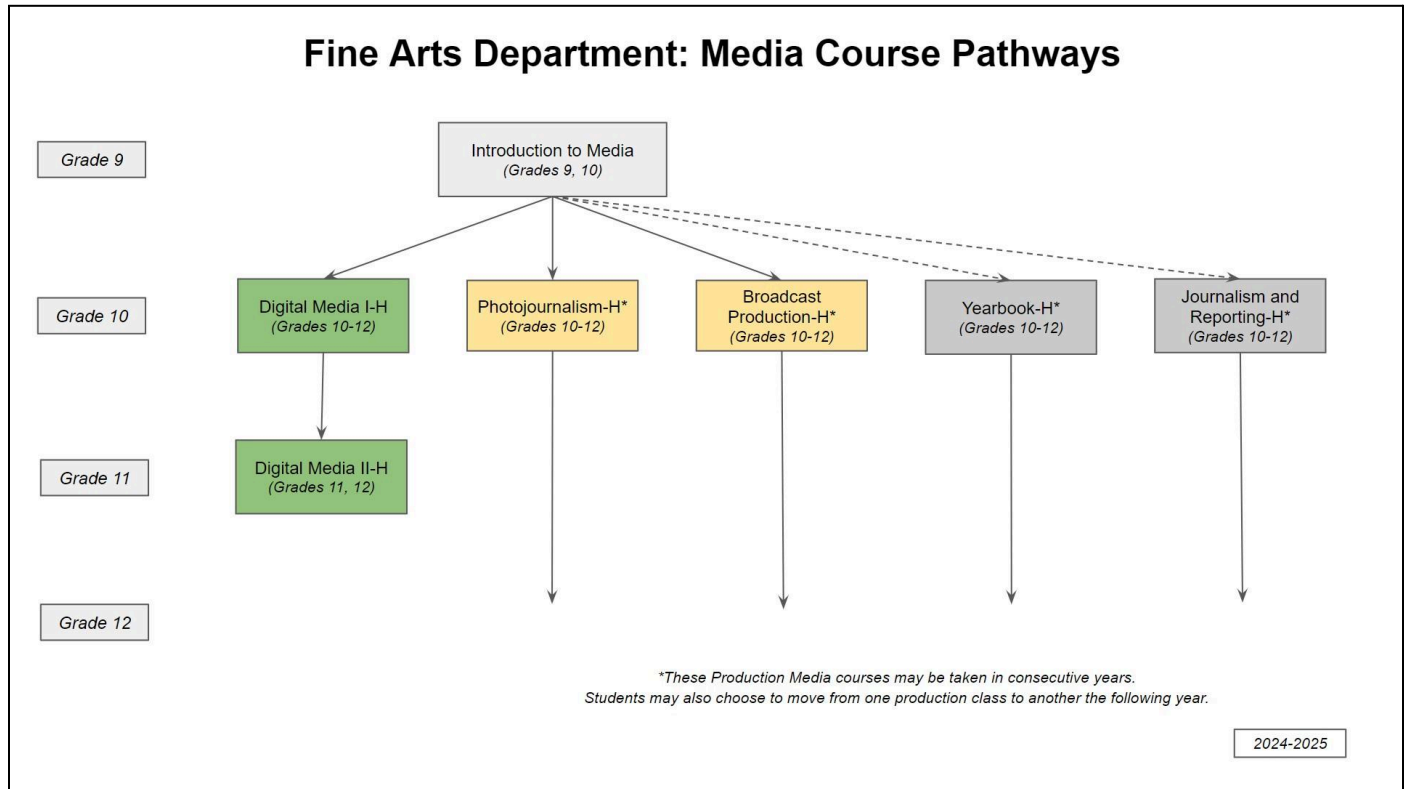 Fine Arts Department: Media Course Pathways
Grade 9
Introduction to Media
(Grades 9, 10)
Grade 10
Digital Media I-H
(Grades 10-12)
Photojournalism-H*
(Grades 10-12)
Broadcast
Production-H*
(Grades 10-12)
Yearbook-H*
(Grades 10-12)
Journalism and
Reporting-H*
(Grades 10-12)
Grade 11
Digital Media II-H
(Grades 11, 12)
Grade 12
*These Production Media courses may be taken in consecutive years.
Students may also choose to move from one production class to another the following year.
2024-2025